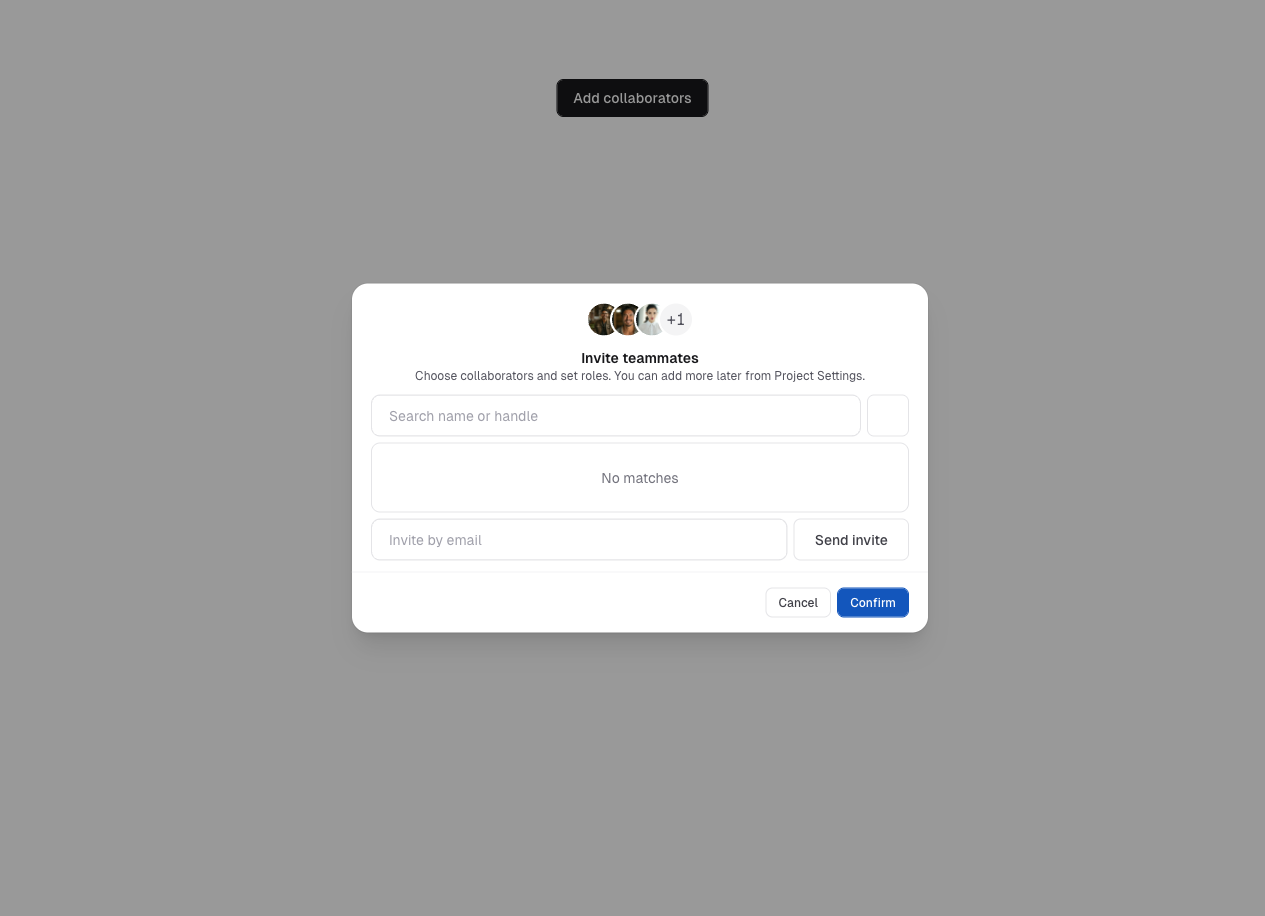 Add collaborators
+1
Invite teammates
Choose collaborators and set roles. You can add more later from Project Settings.
Search name or handle
No matches
Invite by email
Send invite
Cancel
Confirm